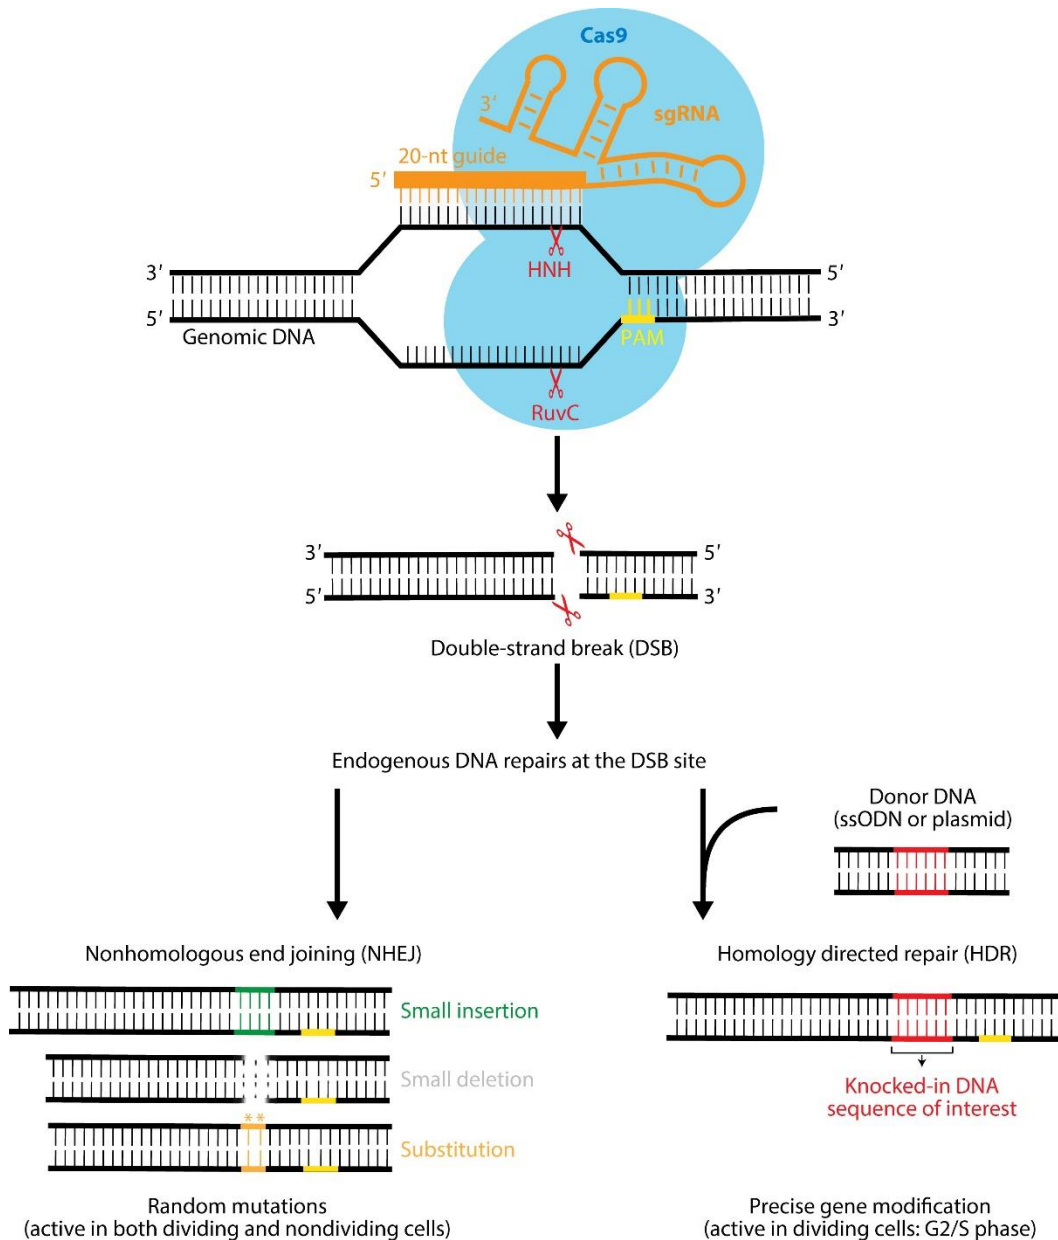 Cas9
3′
sgRNA
20-nt guide
5′
HNH
3′
5′
5′
3′
Genomic DNA
PAM
RuvC
3′
5′
5′
3′
Double-strand break (DSB)
Endogenous DNA repairs at the DSB site
Donor DNA
(ssODN or plasmid)
Nonhomologous end joining (NHEJ)
Small insertion
Small deletion
**
Substitution
Random mutations
(active in both dividing and nondividing cells)
Homology directed repair (HDR)
Knocked-in DNA
sequence of interest
Precise gene modification
(active in dividing cells: G2/S phase)